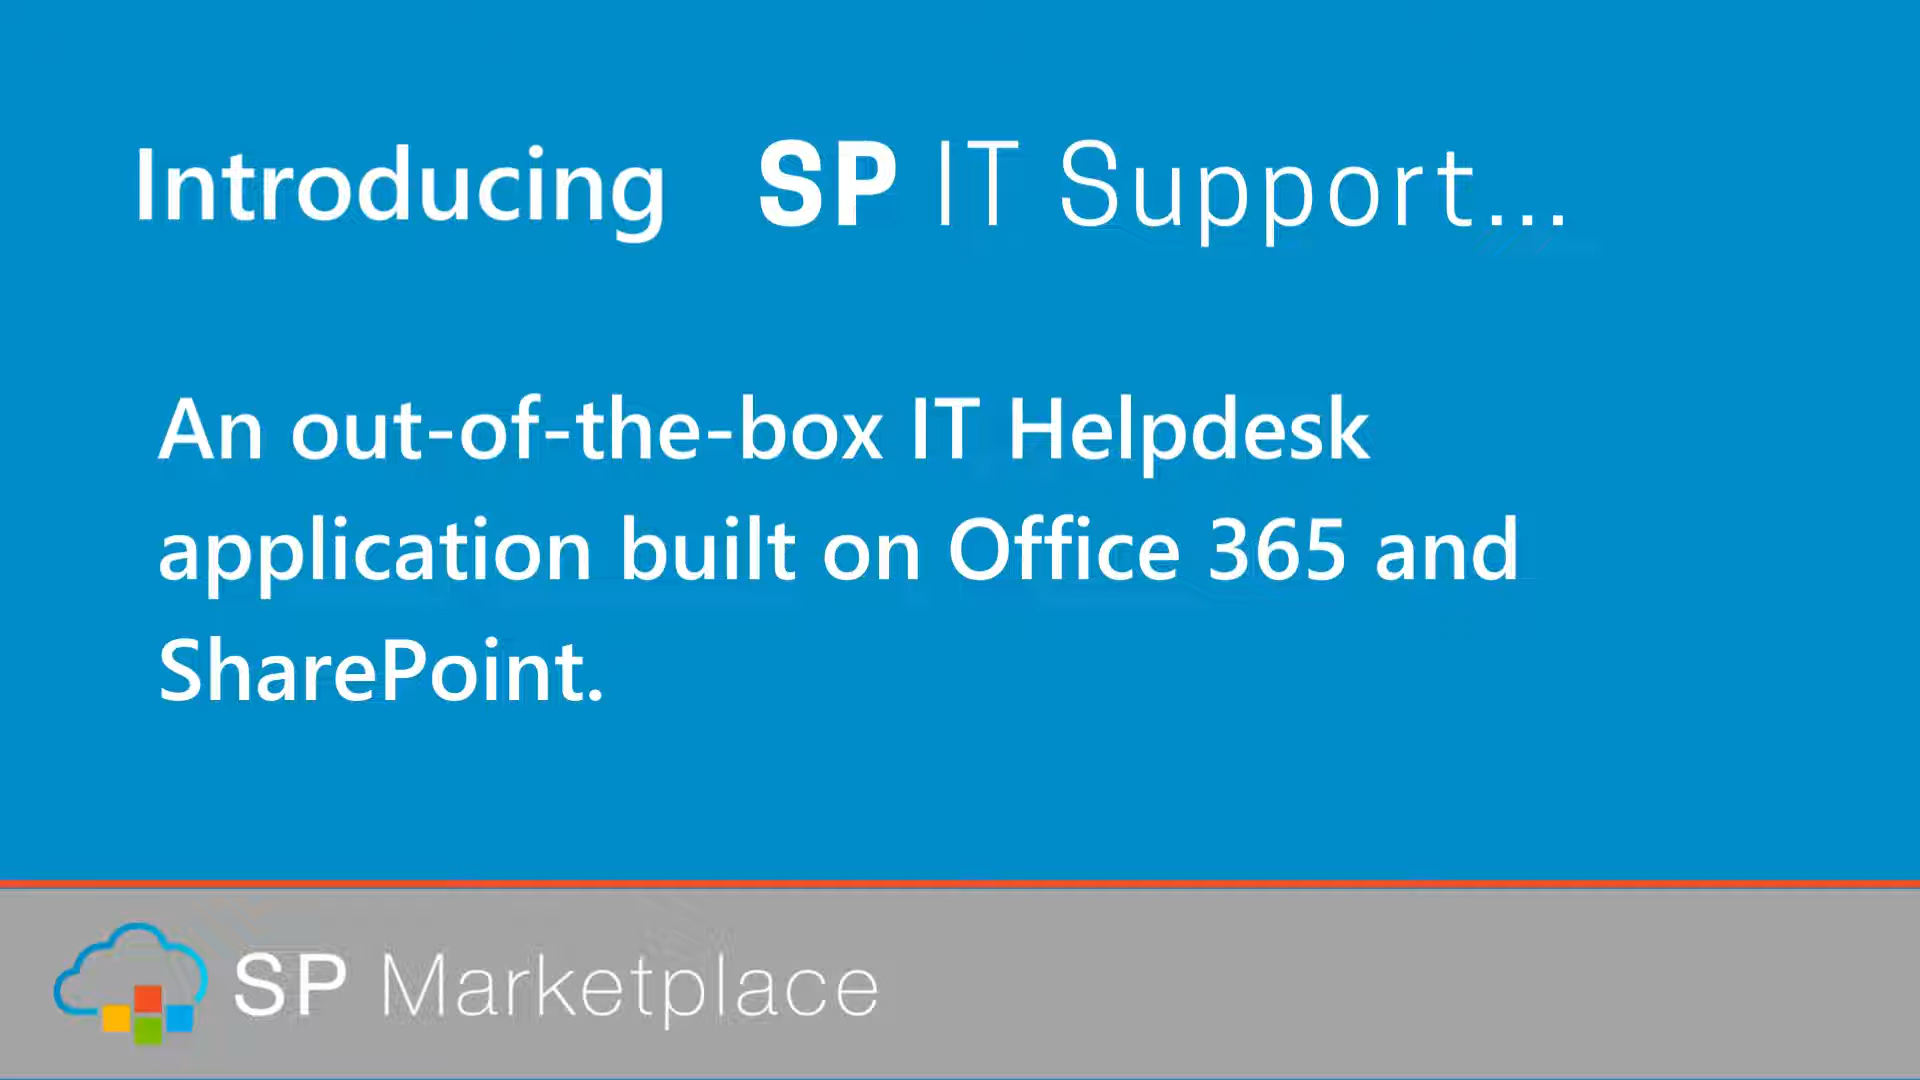 Introducing SP IT Support...
An out-of-the-box IT Helpdesk
application built on Office 365 and
SharePoint.
SP Marketplace